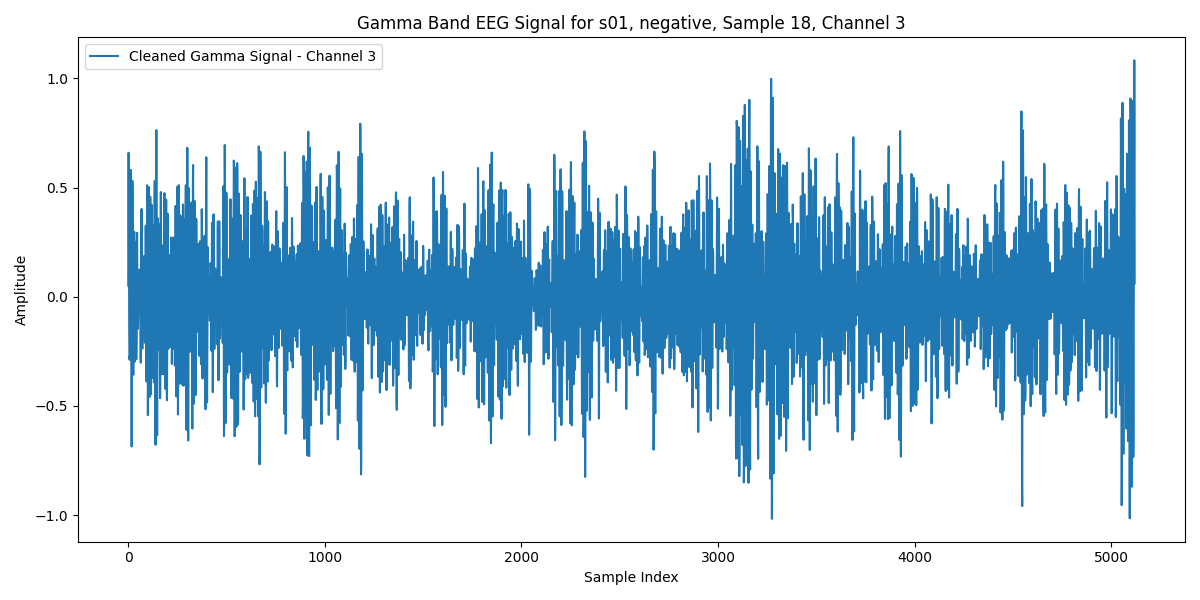 Gamma Band EEG Signal for s01, negative, Sample 18, Channel 3
Cleaned Gamma Signal - Channel 3
1.0
0.5
0.0
−0.5
−1.0
Amplitude
0 1000 2000 3000 4000 5000
Sample Index